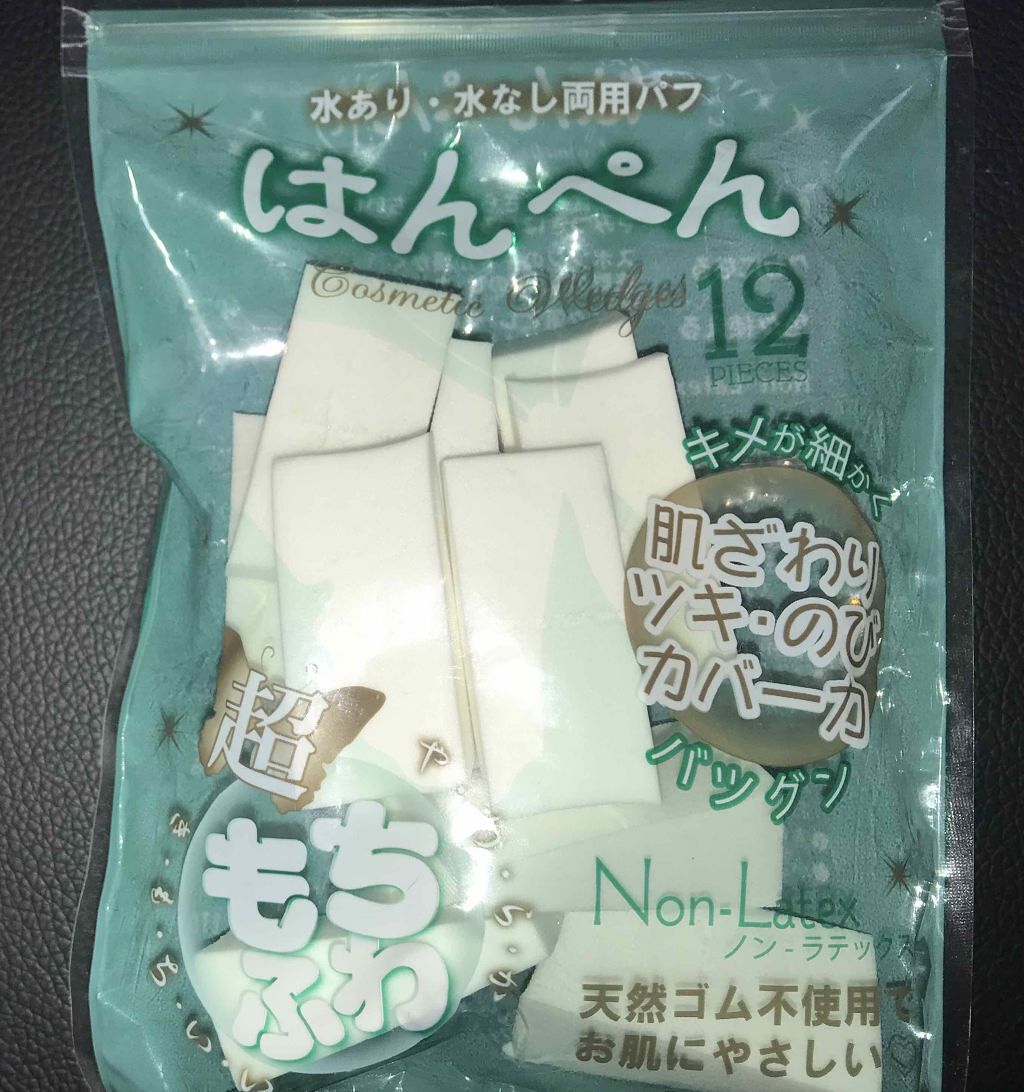 水あり・水なし両用パフ
はんぺん
Cosmetic Wedges
12
PIECES
キメが細かく
肌ざわり
ツキ・のび
カバー力
バツグン
超
もち
ふわ
Non-Latex
ノン-ラテックス
天然ゴム不使用で
お肌にやさしい♡